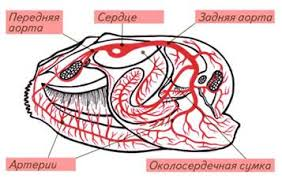 Передняя
аорта
Сердце
Задняя аорта
Артерии
Околосердечная сумка